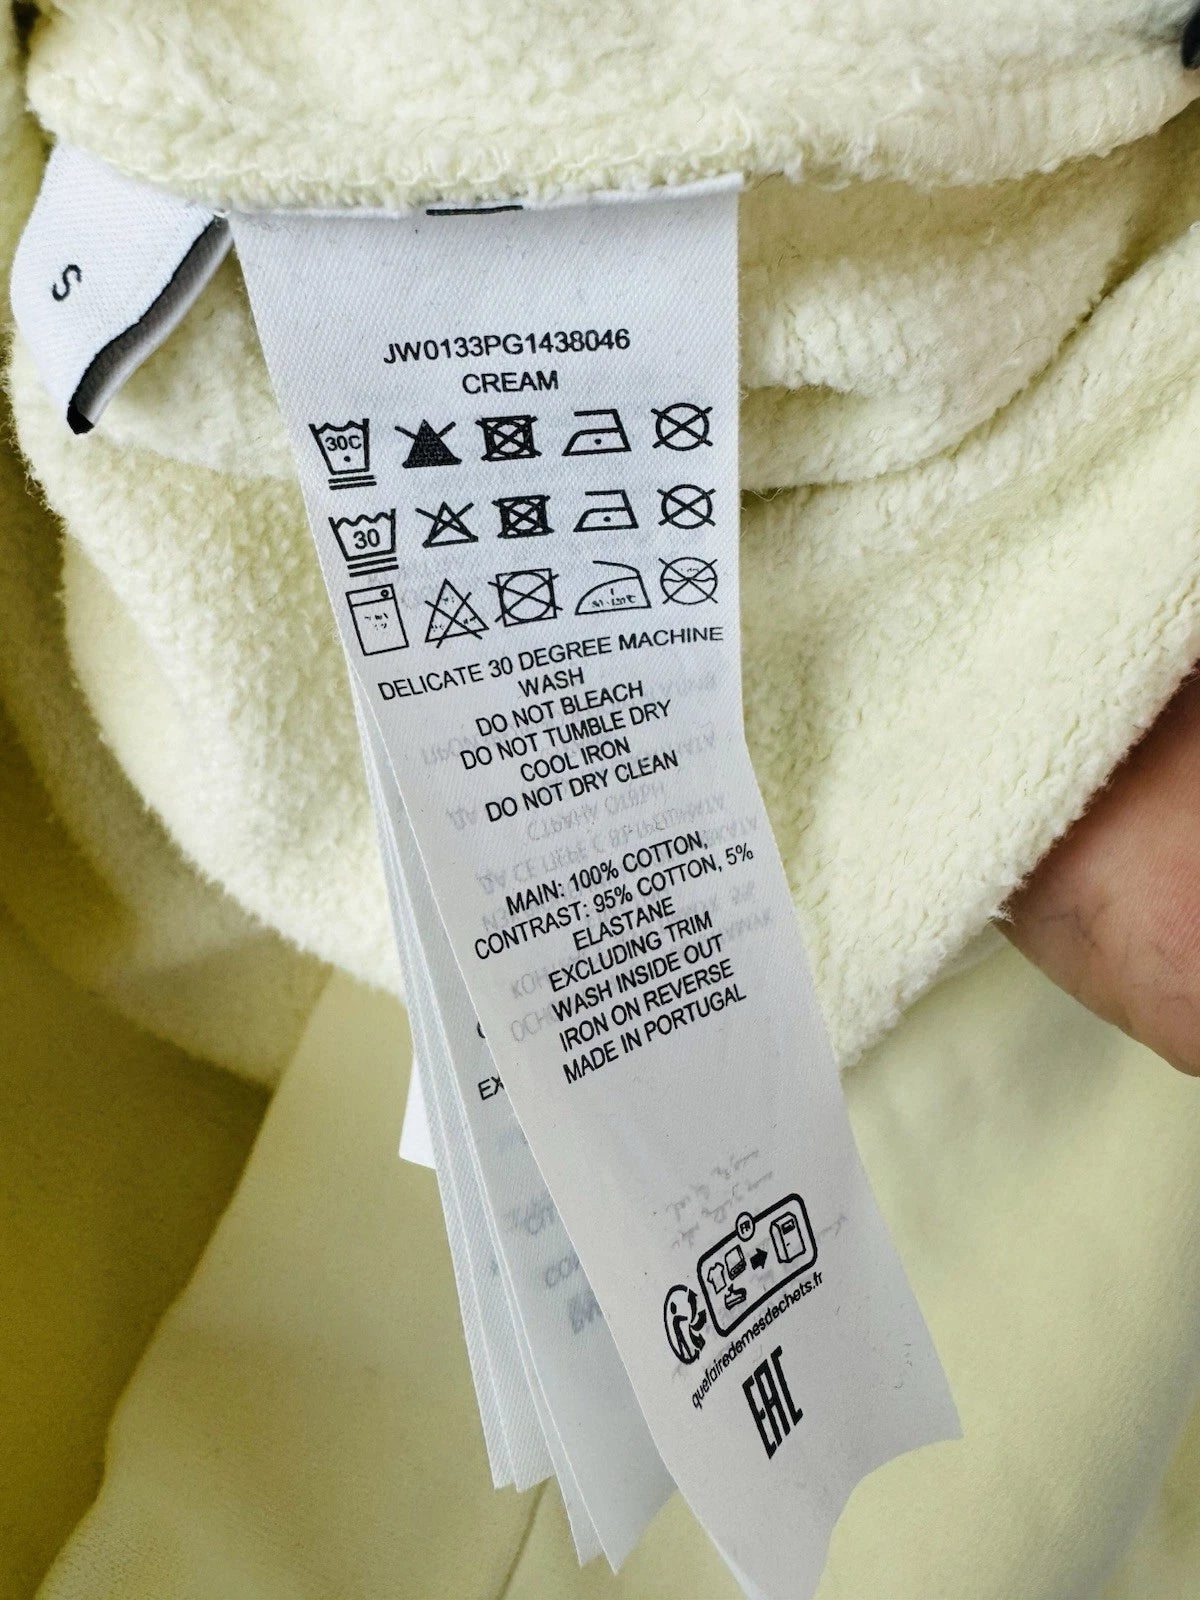 S
JW0133PG1438046
CREAM
30C
30
DELICATE 30 DEGREE MACHINE
WASH
DO NOT BLEACH
DO NOT TUMBLE DRY
COOL IRON
DO NOT DRY CLEAN
MAIN: 100% COTTON,
CONTRAST: 95% COTTON, 5%
ELASTANE
EXCLUDING TRIM
WASH INSIDE OUT
IRON ON REVERSE
MADE IN PORTUGAL
EX
FR
quefairedemesdechets.fr
EAC